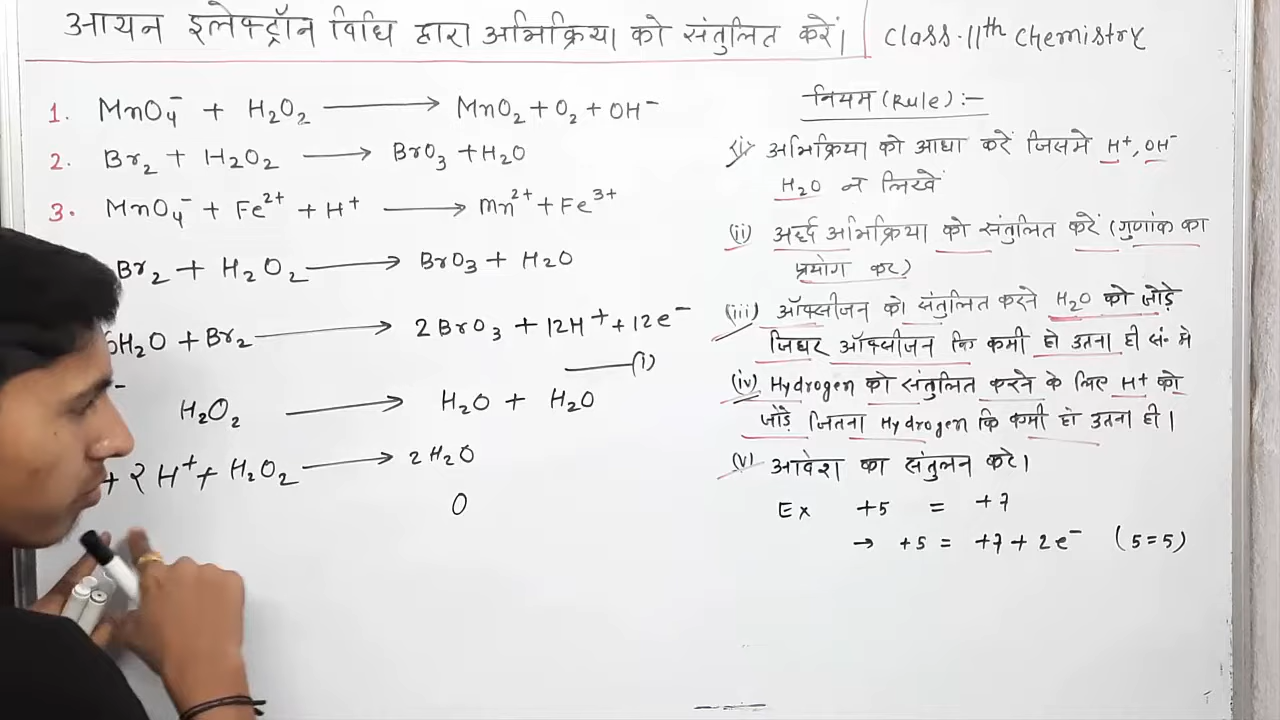 आयन इलेक्ट्रॉन विधि द्वारा अभिक्रिया को संतुलित करें। Class-11th Chemistry
1. MnO₄⁻ + H₂O₂ ⟶ MnO₂ + O₂ + OH⁻
2. Br₂ + H₂O₂ ⟶ BrO₃ + H₂O
3. MnO₄⁻ + Fe²⁺ + H⁺ ⟶ Mn²⁺ + Fe³⁺
Br₂ + H₂O₂ ⟶ BrO₃ + H₂O
6H₂O + Br₂ ⟶ 2BrO₃ + 12H⁺ + 12e⁻
—(i)
H₂O₂ ⟶ H₂O + H₂O
+ 2H⁺ + H₂O₂ ⟶ 2H₂O
0
नियम (Rule) :-
(i) अभिक्रिया को आधा करें जिसमे H⁺, OH⁻
H₂O न लिखें
(ii) अर्द्ध अभिक्रिया को संतुलित करें (गुणांक का
प्रयोग कर)
(iii) ऑक्सीजन को संतुलित करने H₂O को जोड़े
जिधर ऑक्सीजन कि कमी हो उतना ही सं. मे
(iv) Hydrogen को संतुलित करने के लिए H⁺ को
जोड़े जितना Hydrogen कि कमी हो उतना ही।
(v) आवेश का संतुलन करे।
Ex +5 = +7
→ +5 = +7 + 2e⁻ (5=5)